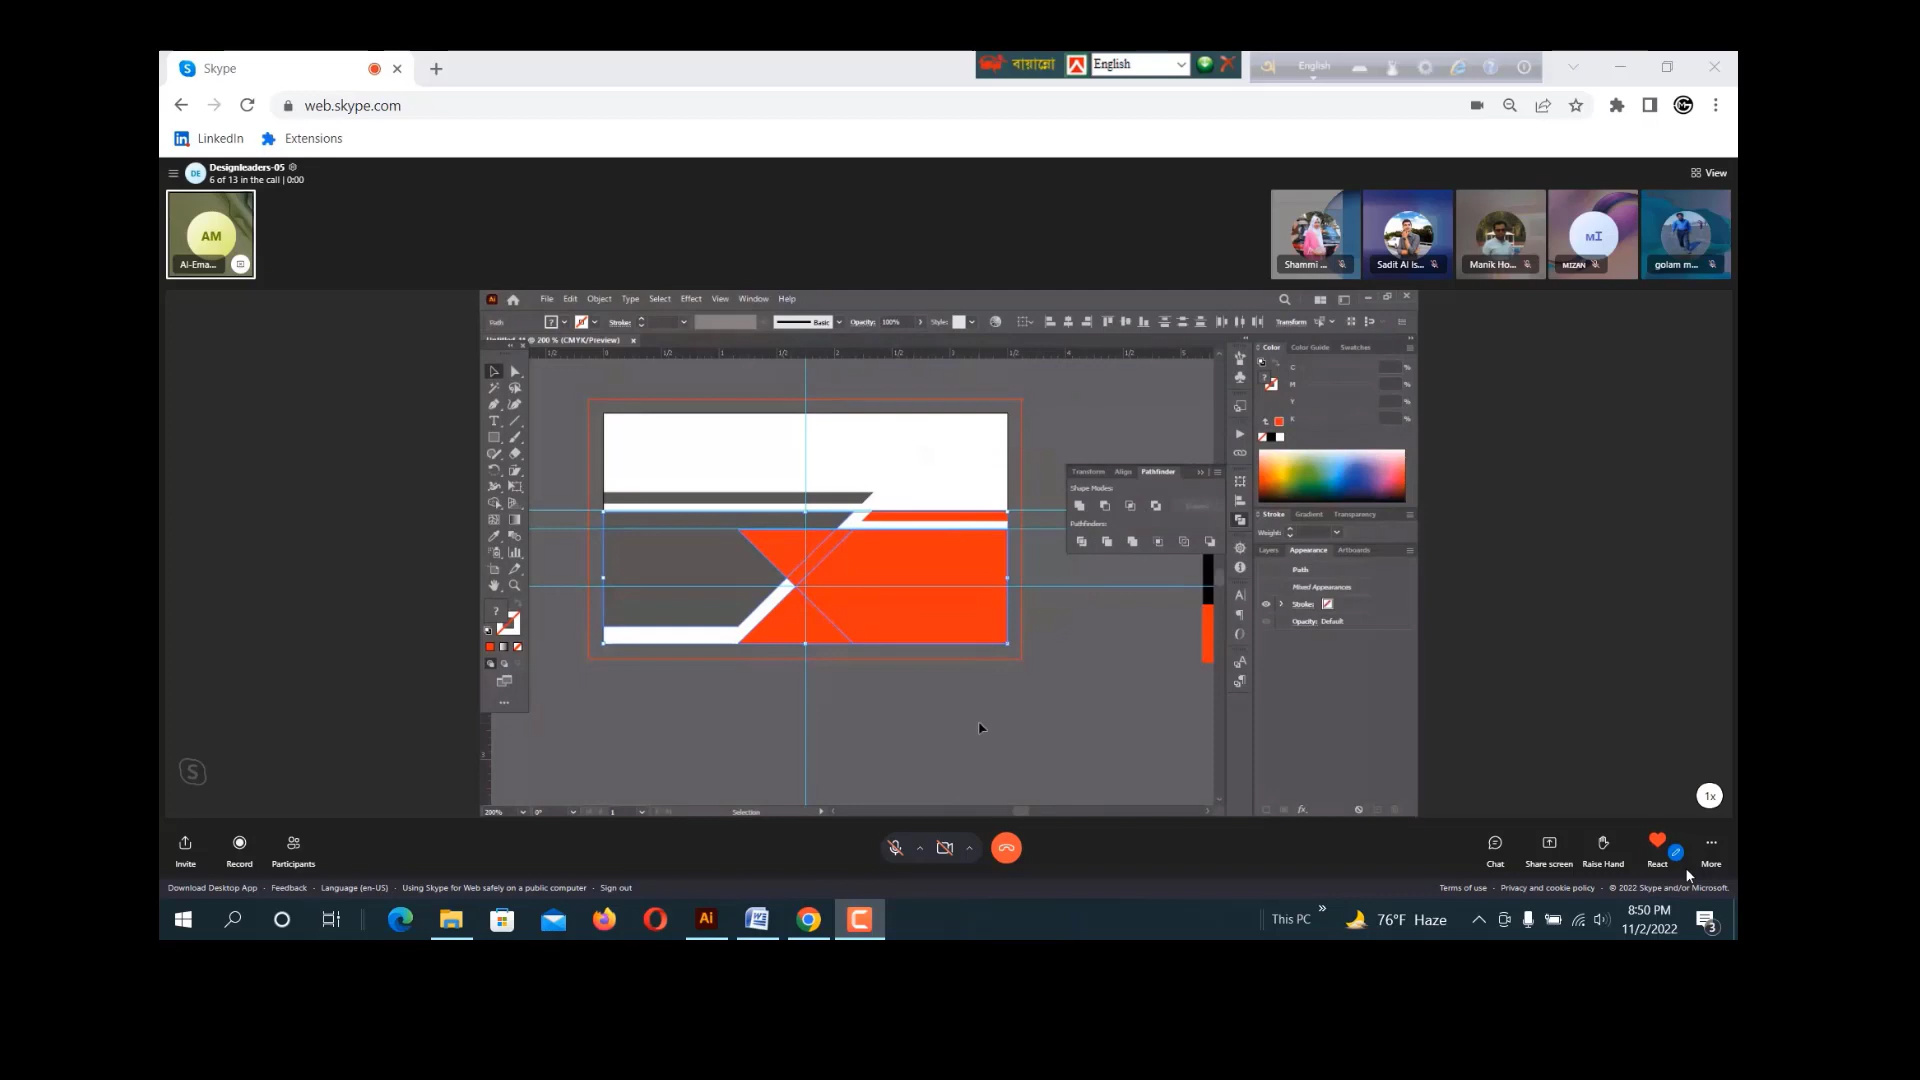 Skype
বায়ান্নো
English
অ English
web.skype.com
LinkedIn Extensions
DE Designleaders-05
6 of 13 in the call | 0:00
View
AM
Al-Ema...
Shammi ...
Sadit Al Is...
Manik Ho...
MI
MIZAN
golam m...
Ai File Edit Object Type Select Effect View Window Help
Path Stroke: Basic Opacity: 100% Style: Transform
@ 200 % (CMYK/Preview)
Color Color Guide Swatches
C %
M %
Y %
K %
Transform Align Pathfinder
Shape Modes:
Pathfinders:
Stroke Gradient Transparency
Weight:
Layers Appearance Artboards
Path
Mixed Appearances
Stroke:
Opacity: Default
200% 0° 1 Selection
1x
Invite Record Participants
Chat Share screen Raise Hand React More
Download Desktop App · Feedback · Language (en-US) · Using Skype for Web safely on a public computer · Sign out
Terms of use · Privacy and cookie policy · © 2022 Skype and/or Microsoft.
This PC 76°F Haze
8:50 PM
11/2/2022
3